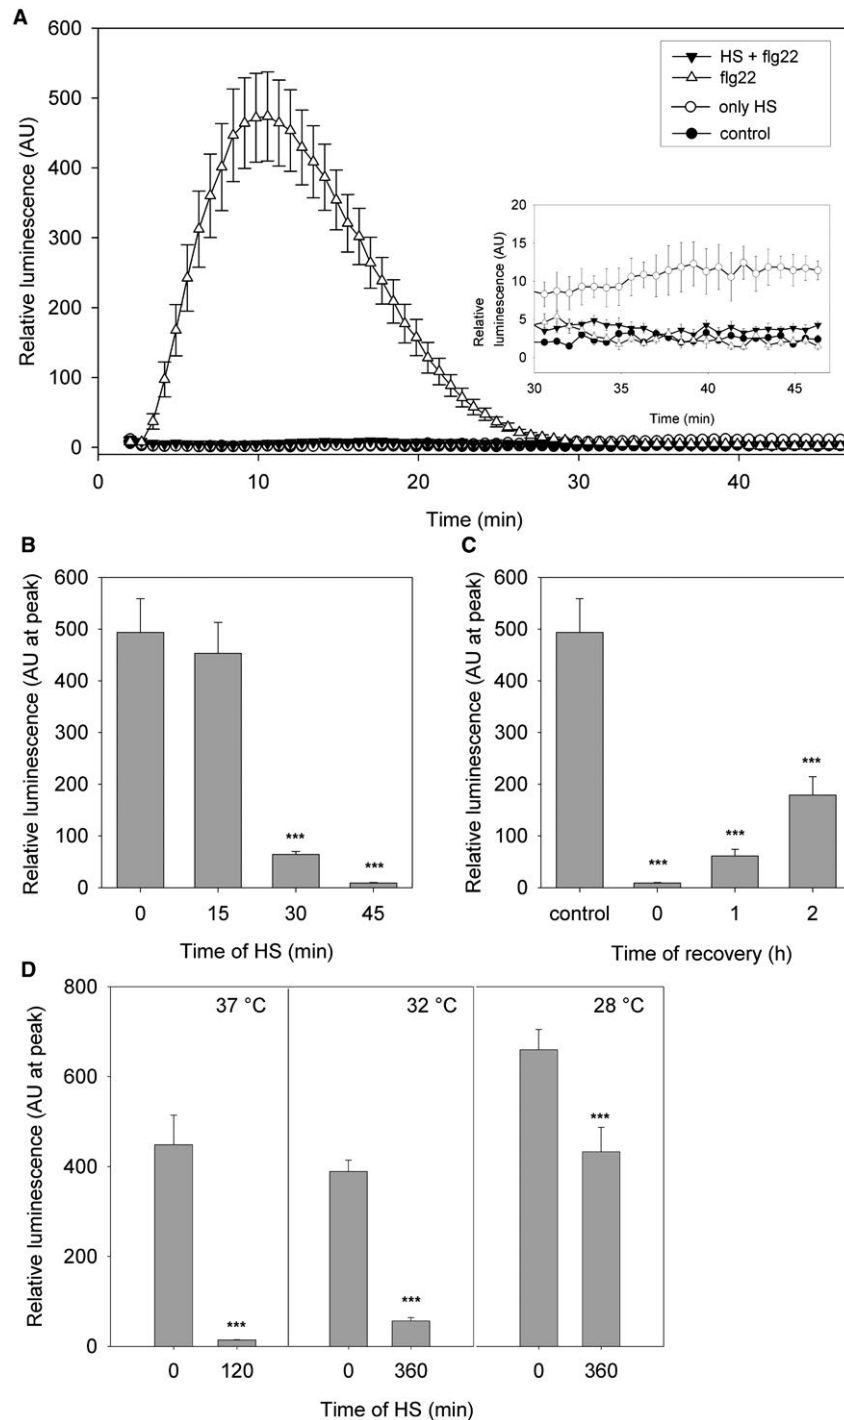 A
600
500
400
300
200
100
0
Relative luminescence (AU)
HS + flg22
flg22
only HS
control
20
15
10
5
0
Relative
luminescence (AU)
30 35 40 45
Time (min)
0 10 20 30 40
Time (min)
B
600
500
400
300
200
100
0
Relative luminescence (AU at peak)
***
***
0 15 30 45
Time of HS (min)
C
600
500
400
300
200
100
0
Relative luminescence (AU at peak)
***
***
***
control 0 1 2
Time of recovery (h)
D
800
600
400
200
0
Relative luminescence (AU at peak)
37 °C
32 °C
28 °C
***
***
***
0 120 0 360 0 360
Time of HS (min)